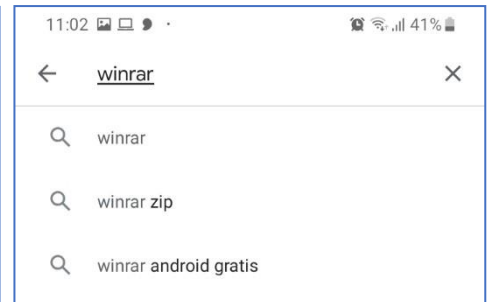 11:02 41%
winrar
winrar
winrar zip
winrar android gratis